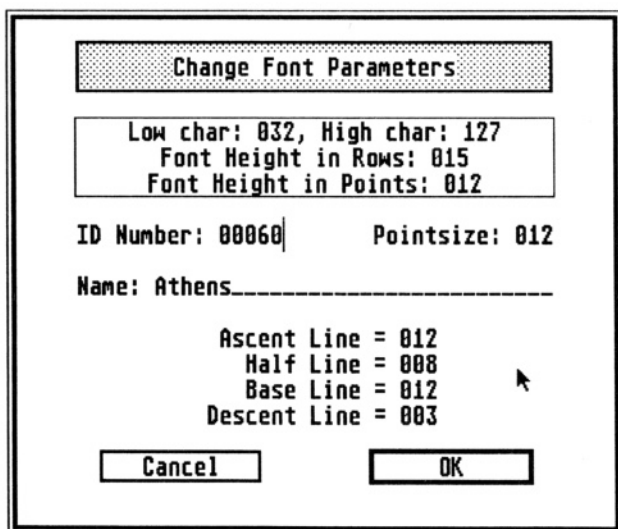 Change Font Parameters
Low char: 032, High char: 127
Font Height in Rows: 015
Font Height in Points: 012
ID Number: 00060 Pointsize: 012
Name: Athens_________________________
Ascent Line = 012
Half Line = 008
Base Line = 012
Descent Line = 003
Cancel OK